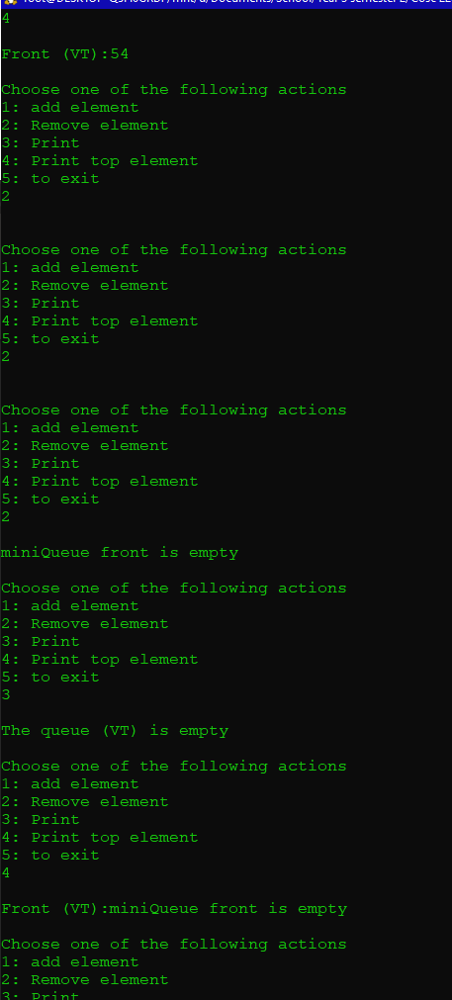 4
Front (VT):54
Choose one of the following actions
1: add element
2: Remove element
3: Print
4: Print top element
5: to exit
2
Choose one of the following actions
1: add element
2: Remove element
3: Print
4: Print top element
5: to exit
2
Choose one of the following actions
1: add element
2: Remove element
3: Print
4: Print top element
5: to exit
2
miniQueue front is empty
Choose one of the following actions
1: add element
2: Remove element
3: Print
4: Print top element
5: to exit
3
The queue (VT) is empty
Choose one of the following actions
1: add element
2: Remove element
3: Print
4: Print top element
5: to exit
4
Front (VT):miniQueue front is empty
Choose one of the following actions
1: add element
2: Remove element
3: Print